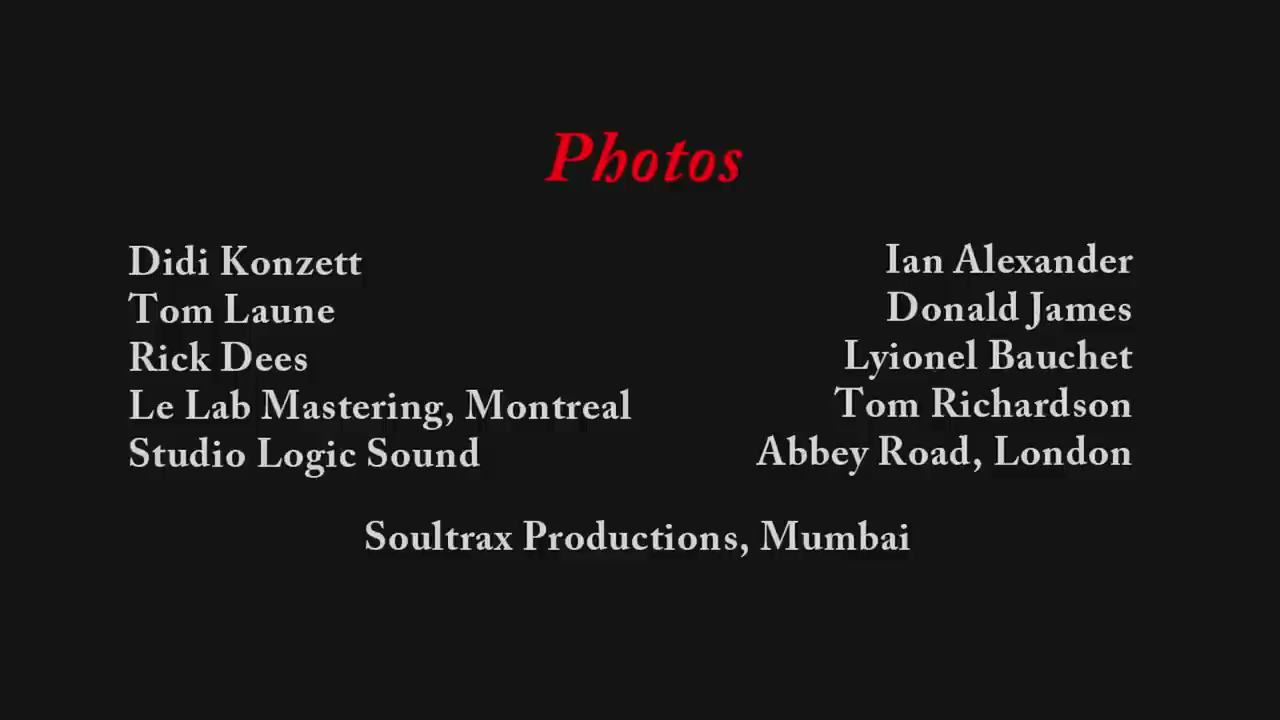 Photos
Didi Konzett
Tom Laune
Rick Dees
Le Lab Mastering, Montreal
Studio Logic Sound
Ian Alexander
Donald James
Lyionel Bauchet
Tom Richardson
Abbey Road, London
Soultrax Productions, Mumbai